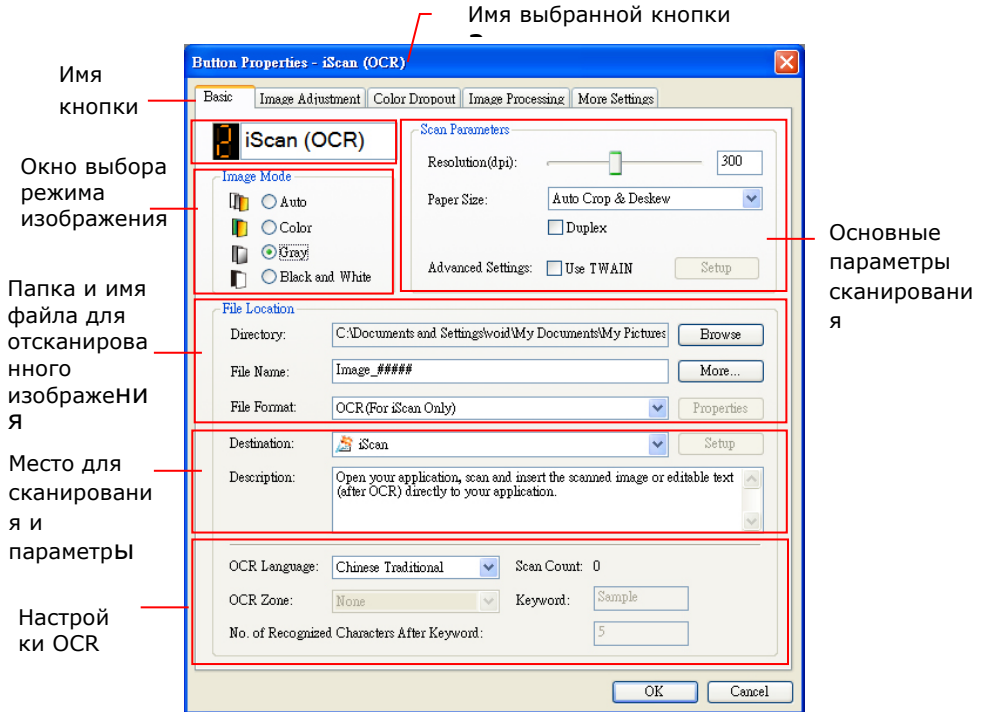 Имя выбранной кнопки
Имя
кнопки
Окно выбора
режима
изображения
Папка и имя
файла для
отсканирова
нного
изображения
Место для
сканировани
я и
параметры
Настрой
ки OCR
Button Properties - iScan (OCR)
Basic Image Adjustment Color Dropout Image Processing More Settings
2 iScan (OCR)
Image Mode
Auto
Color
Gray
Black and White
Scan Parameters
Resolution(dpi): 300
Paper Size: Auto Crop & Deskew
Duplex
Advanced Settings: Use TWAIN Setup
File Location
Directory: C:\Documents and Settings\void\My Documents\My Pictures Browse
File Name: Image_##### More...
File Format: OCR(For iScan Only) Properties
Destination: iScan Setup
Description: Open your application, scan and insert the scanned image or editable text
(after OCR) directly to your application.
OCR Language: Chinese Traditional Scan Count: 0
OCR Zone: None Keyword: Sample
No. of Recognized Characters After Keyword: 5
OK Cancel
Основные
параметры
сканировани
я